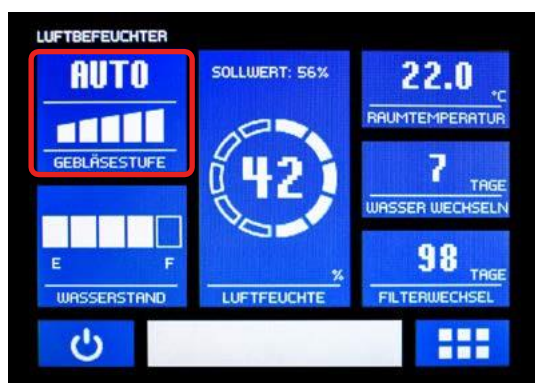 LUFTBEFEUCHTER
AUTO
GEBLÄSESTUFE
E F
WASSERSTAND
SOLLWERT: 56%
42
%
LUFTFEUCHTE
22.0 °C
RAUMTEMPERATUR
7 TAGE
WASSER WECHSELN
98 TAGE
FILTERWECHSEL